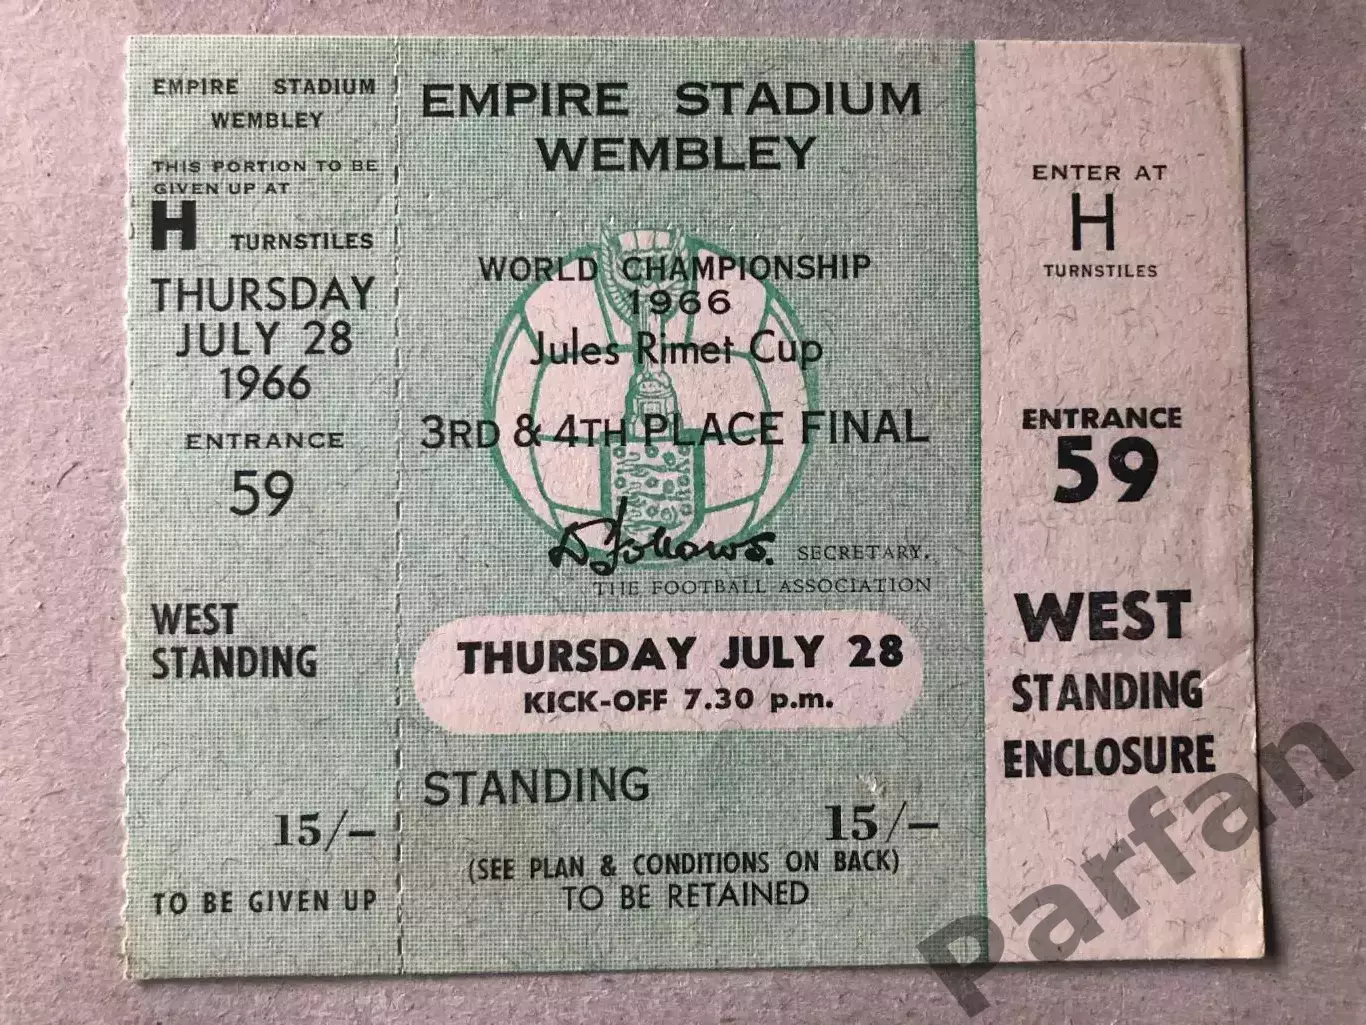 EMPIRE STADIUM
WEMBLEY
THIS PORTION TO BE
GIVEN UP AT
H TURNSTILES
THURSDAY
JULY 28
1966
ENTRANCE
59
WEST
STANDING
15/–
TO BE GIVEN UP
EMPIRE STADIUM
WEMBLEY
WORLD CHAMPIONSHIP
1966
Jules Rimet Cup
3RD & 4TH PLACE FINAL
D Follows. SECRETARY.
THE FOOTBALL ASSOCIATION
THURSDAY JULY 28
KICK-OFF 7.30 p.m.
STANDING
15/–
(SEE PLAN & CONDITIONS ON BACK)
TO BE RETAINED
ENTER AT
H
TURNSTILES
ENTRANCE
59
WEST
STANDING
ENCLOSURE
Parfan